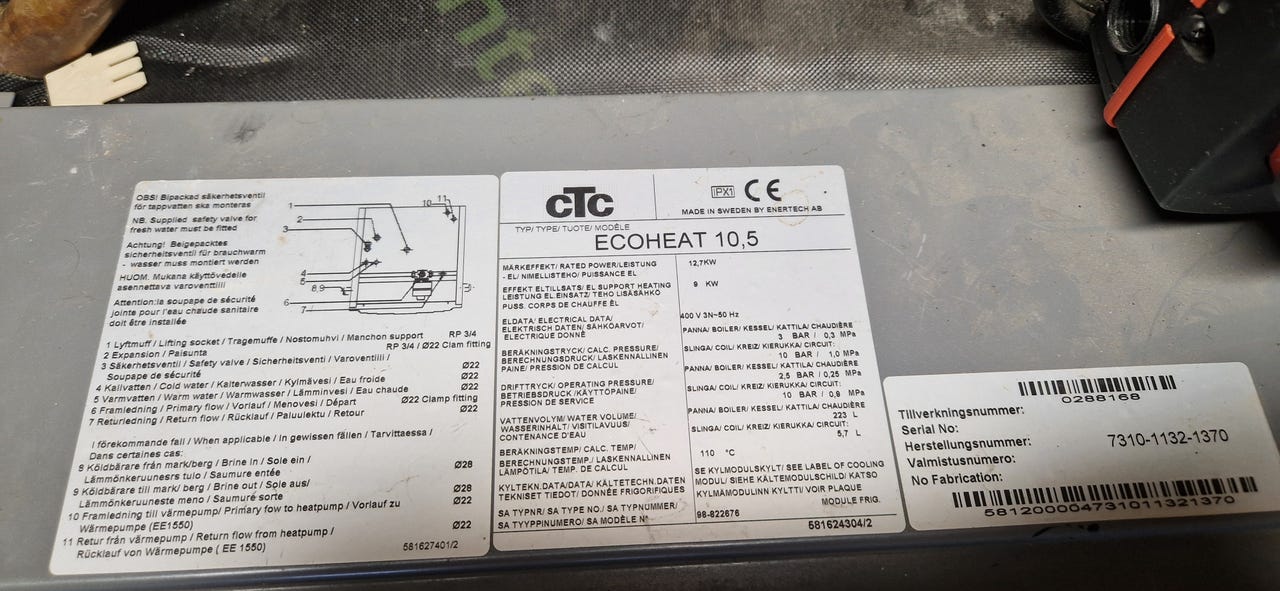 nto
OBS! Bipackad säkerhetsventil
för tappvatten ska monteras
NB. Supplied safety valve for
fresh water must be fitted
Achtung! Beigepacktes
sicherheitsventil für brauchwarm
- wasser muss montiert werden
HUOM. Mukana käyttövedelle
asennettava varoventtiili
Attention:la soupape de sécurité
jointe pour l'eau chaude sanitaire
doit être installée
1
2
3
4
5
6
7
8,9
10
11
1 Lyftmuff / Lifting socket / Tragemuffe / Nostomuhvi / Manchon support RP 3/4
2 Expansion / Paisunta RP 3/4 / Ø22 Clam fitting
3 Säkerhetsventil / Safety valve / Sicherheitsventi / Varoventiili /
Soupape de sécurité Ø22
4 Kallvatten / Cold water / Kalterwasser / Kylmävesi / Eau froide Ø22
5 Varmvatten / Warm water / Warmwasser / Lämminvesi / Eau chaude Ø22
6 Framledning / Primary flow / Vorlauf / Menovesi / Départ Ø22 Clamp fitting
7 Returledning / Return flow / Rücklauf / Paluulektu / Retour Ø22
I förekommande fall / When applicable / In gewissen fällen / Tarvittaessa /
Dans certaines cas:
8 Köldbärare från mark/berg / Brine in / Sole ein /
Lämmönkeruunesrs tulo / Saumure entée Ø28
9 Köldbärare till mark/ berg / Brine out / Sole aus/
Lämmönkeruuneste meno / Saumure sorte Ø28
10 Framledning till värmepump/ Primary fow to heatpump / Vorlauf zu
Wärmepumpe (EE1550) Ø22
11 Retur från värmepump / Return flow from heatpump /
Rücklauf von Wärmepumpe ( EE 1550) Ø22
581627401/2
CTC
IPX1 CE
MADE IN SWEDEN BY ENERTECH AB
TYP/ TYPE/ TUOTE/ MODÈLE
ECOHEAT 10,5
MÄRKEFFEKT/ RATED POWER/LEISTUNG
- EL/ NIMELLISTEHO/ PUISSANCE EL
12,7KW
EFFEKT ELTILLSATS/ EL SUPPORT HEATING
LEISTUNG EL EINSATZ/ TEHO LISÄSÄHKÖ
PUSS. CORPS DE CHAUFFE ÈL
9 KW
ELDATA/ ELECTRICAL DATA/
ELEKTRISCH DATEN/ SÄHKÖARVOT/
ELECTRIQUE DONNÈ
400 V 3N~50 Hz
BERÄKNINGSTRYCK/ CALC. PRESSURE/
BERECHNUNGSDRUCK/ LASKENNALLINEN
PAINE/ PRESSION DE CALCUL
PANNA/ BOILER/ KESSEL/ KATTILA/ CHAUDIÈRE
3 BAR / 0,3 MPa
SLINGA/ COIL/ KREIZ/ KIERUKKA/ CIRCUIT:
10 BAR / 1,0 MPa
DRIFTTRYCK/ OPERATING PRESSURE/
BETRIEBSDRUCK /KÄYTTÖPAINE/
PRESSION DE SERVICE
PANNA/ BOILER/ KESSEL/ KATTILA/ CHAUDIÈRE
2,5 BAR / 0,25 MPa
SLINGA/ COIL/ KREIZ/ KIERUKKA/ CIRCUIT:
10 BAR / 0,9 MPa
VATTENVOLYM/ WATER VOLUME/
WASSERINHALT/ VISITILAVUUS/
CONTENANCE D'EAU
PANNA/ BOILER/ KESSEL/ KATTILA/ CHAUDIÈRE
223 L
SLINGA/ COIL/ KREIZ/ KIERUKKA/ CIRCUIT:
5,7 L
BERÄKNINGSTEMP/ CALC. TEMP/
BERECHNUNGSTEMP./ LASKENNALLINEN
LÄMPÖTILA/ TEMP. DE CALCUL
110 °C
KYLTEKN.DATA/DATA/ KÄLTETECHN.DATEN
TEKNISET TIEDOT/ DONNÉE FRIGORIFIQUES
SE KYLMODULSKYLT/ SEE LABEL OF COOLING
MODUL/ SIEHE KÄLTEMODULSCHILD/ KATSO
KYLMÄMODUULIN KYLTTI/ VOIR PLAQUE
MODULE FRIG.
SA TYPNR/ SA TYPE NO./ SA TYPNUMMER/
SA TYYPPINUMERO/ SA MODÈLE N°
98-822676
581624304/2
0288168
Tillverkningsnummer:
Serial No:
Herstellungsnummer:
Valmistusnumero:
No Fabrication:
7310-1132-1370
581200004731011321370